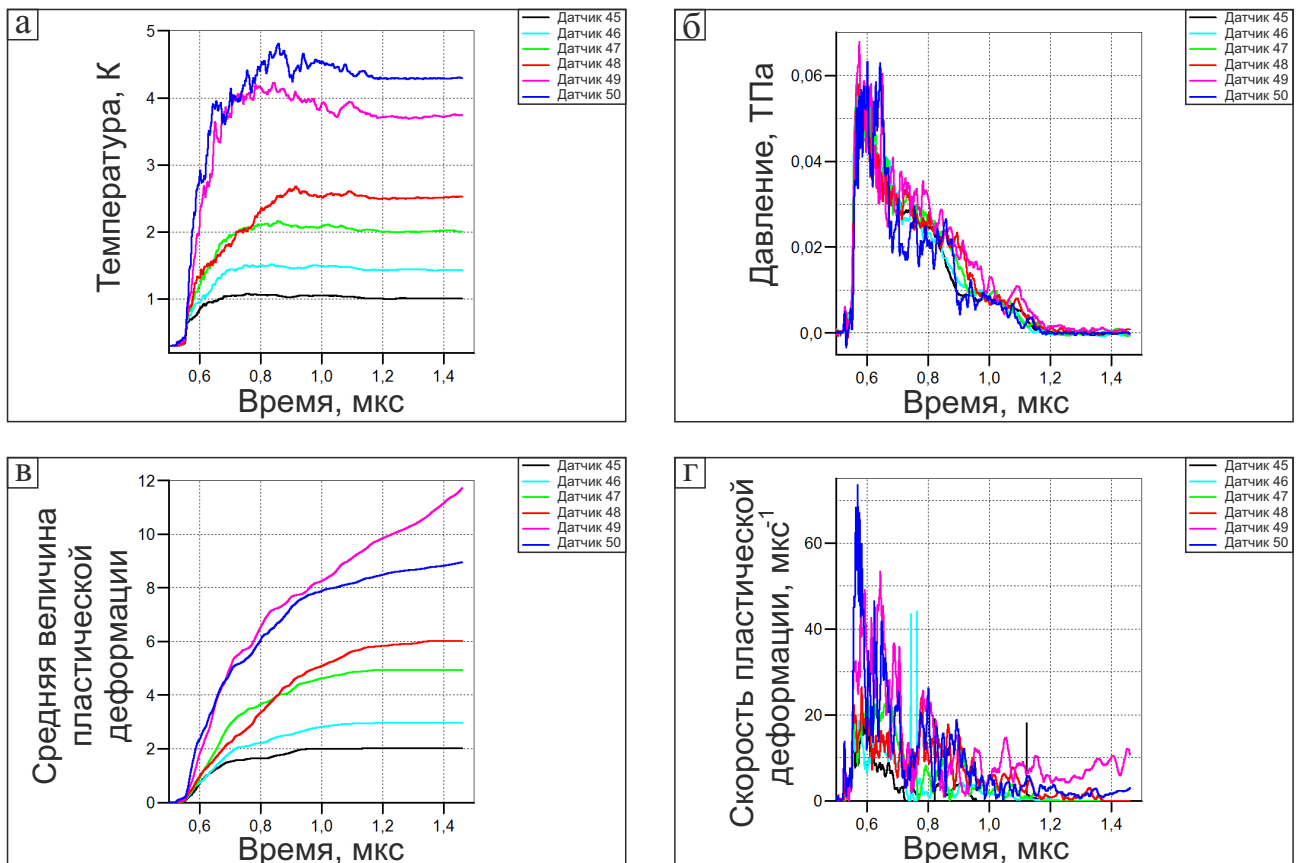 а
Датчик 45
Датчик 46
Датчик 47
Датчик 48
Датчик 49
Датчик 50
Температура, К
5
4
3
2
1
0,6 0,8 1,0 1,2 1,4
Время, мкс
б
Датчик 45
Датчик 46
Датчик 47
Датчик 48
Датчик 49
Датчик 50
Давление, ТПа
0,06
0,04
0,02
0,0
0,6 0,8 1,0 1,2 1,4
Время, мкс
в
Датчик 45
Датчик 46
Датчик 47
Датчик 48
Датчик 49
Датчик 50
Средняя величина
пластической
деформации
12
10
8
6
4
2
0
0,6 0,8 1,0 1,2 1,4
Время, мкс
г
Датчик 45
Датчик 46
Датчик 47
Датчик 48
Датчик 49
Датчик 50
Скорость пластической
деформации, мкс⁻¹
60
40
20
0
0,6 0,8 1,0 1,2 1,4
Время, мкс